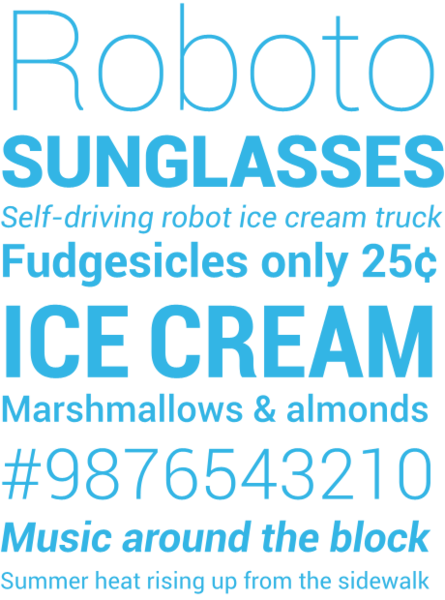 Roboto
SUNGLASSES
Self-driving robot ice cream truck
Fudgesicles only 25¢
ICE CREAM
Marshmallows & almonds
#9876543210
Music around the block
Summer heat rising up from the sidewalk